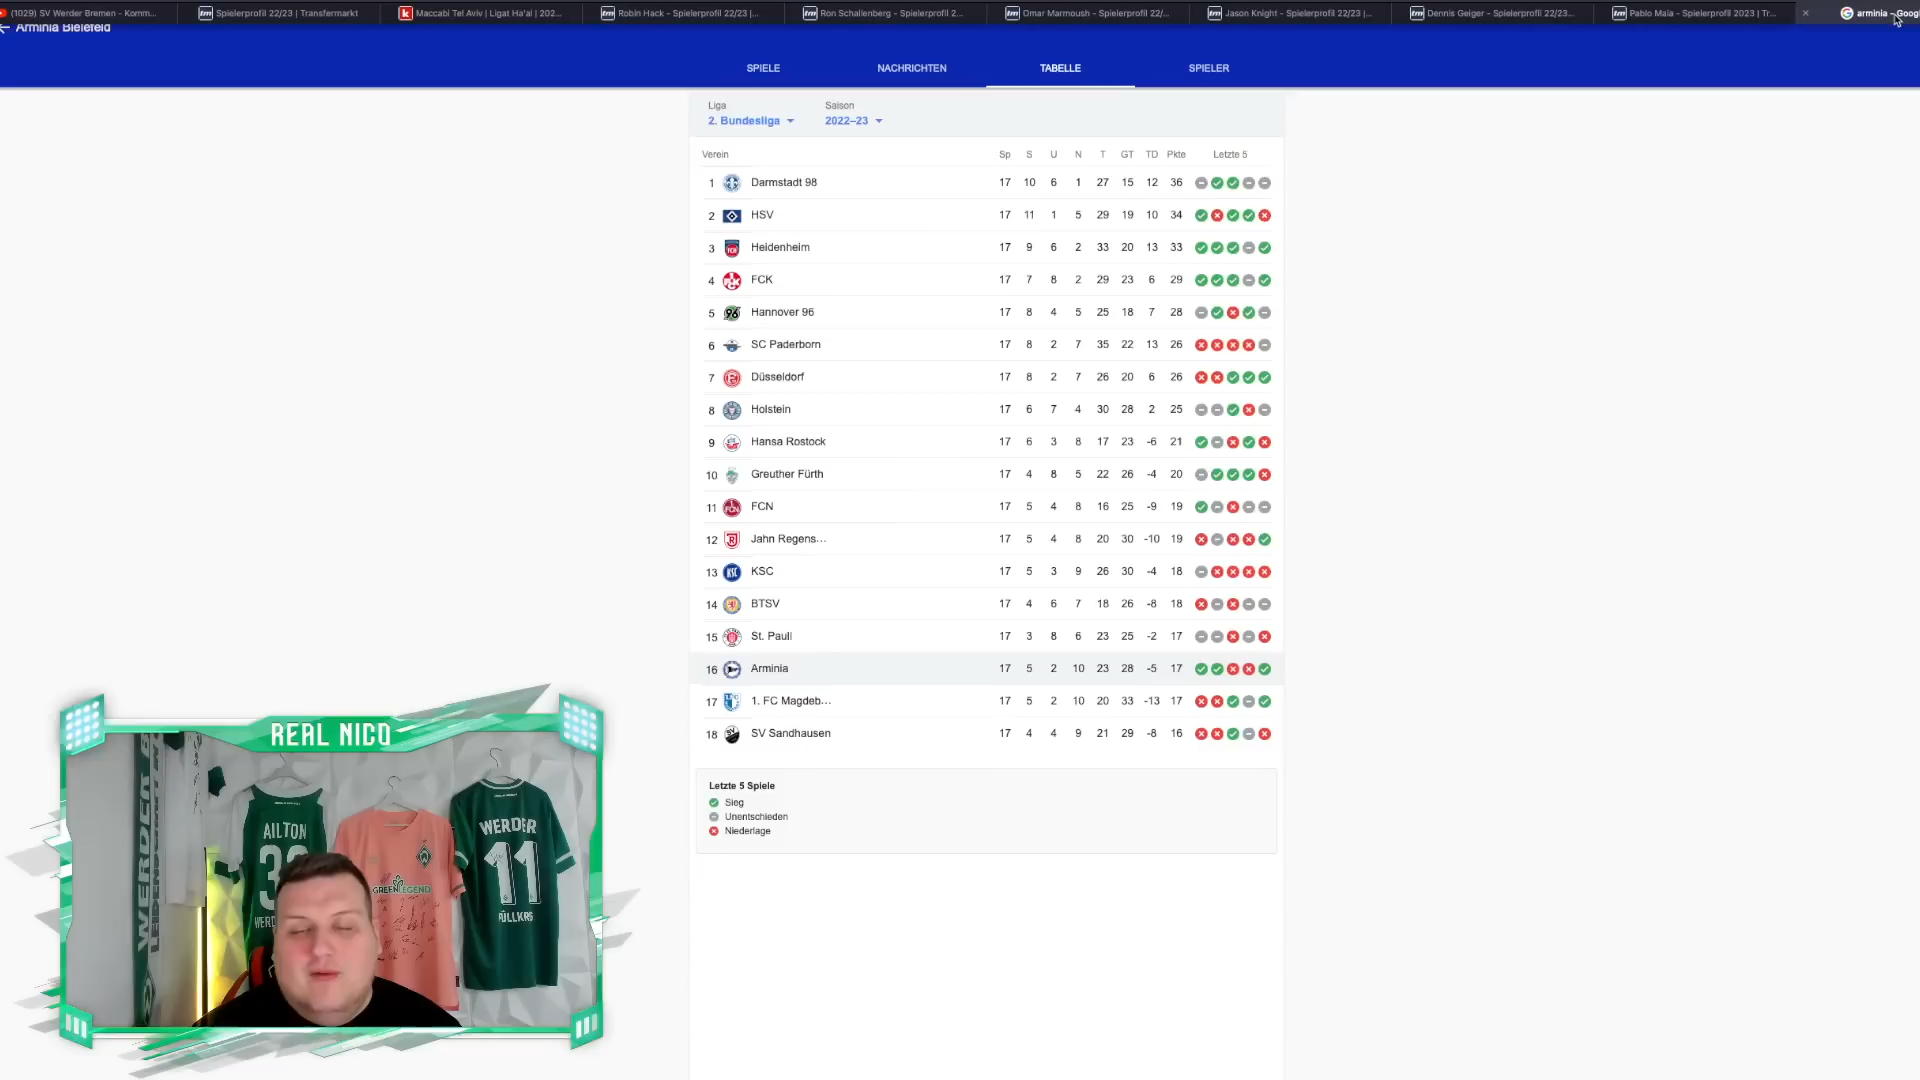 (1029) SV Werder Bremen - Komm...
Spielerprofil 22/23 | Transfermarkt
Maccabi Tel Aviv | Ligat Ha'al | 202...
Robin Hack - Spielerprofil 22/23 |...
Ron Schallenberg - Spielerprofil 2...
Omar Marmoush - Spielerprofil 22/...
Jason Knight - Spielerprofil 22/23 |...
Dennis Geiger - Spielerprofil 22/23...
Pablo Maia - Spielerprofil 2023 | Tr...
arminia - Googl
Arminia Bielefeld
SPIELE NACHRICHTEN TABELLE SPIELER
Liga Saison
2. Bundesliga 2022–23
Verein Sp S U N T GT TD Pkte Letzte 5
1 Darmstadt 98 17 10 6 1 27 15 12 36
2 HSV 17 11 1 5 29 19 10 34
3 Heidenheim 17 9 6 2 33 20 13 33
4 FCK 17 7 8 2 29 23 6 29
5 Hannover 96 17 8 4 5 25 18 7 28
6 SC Paderborn 17 8 2 7 35 22 13 26
7 Düsseldorf 17 8 2 7 26 20 6 26
8 Holstein 17 6 7 4 30 28 2 25
9 Hansa Rostock 17 6 3 8 17 23 -6 21
10 Greuther Fürth 17 4 8 5 22 26 -4 20
11 FCN 17 5 4 8 16 25 -9 19
12 Jahn Regens... 17 5 4 8 20 30 -10 19
13 KSC 17 5 3 9 26 30 -4 18
14 BTSV 17 4 6 7 18 26 -8 18
15 St. Pauli 17 3 8 6 23 25 -2 17
16 Arminia 17 5 2 10 23 28 -5 17
17 1. FC Magdeb... 17 5 2 10 20 33 -13 17
18 SV Sandhausen 17 4 4 9 21 29 -8 16
Letzte 5 Spiele
Sieg
Unentschieden
Niederlage
REAL NICO
AILTON
WERDER
11
GREENLEGEND
FÜLLKRG
WERDER